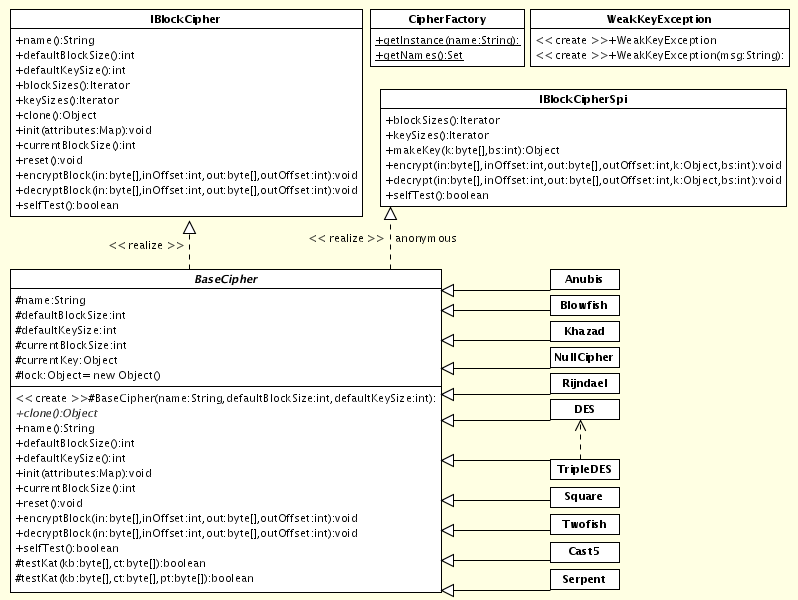 IBlockCipher
+name():String
+defaultBlockSize():int
+defaultKeySize():int
+blockSizes():Iterator
+keySizes():Iterator
+clone():Object
+init(attributes:Map):void
+currentBlockSize():int
+reset():void
+encryptBlock(in:byte[],inOffset:int,out:byte[],outOffset:int):void
+decryptBlock(in:byte[],inOffset:int,out:byte[],outOffset:int):void
+selfTest():boolean
CipherFactory
+getInstance(name:String):
+getNames():Set
WeakKeyException
<< create >>+WeakKeyException
<< create >>+WeakKeyException(msg:String):
IBlockCipherSpi
+blockSizes():Iterator
+keySizes():Iterator
+makeKey(k:byte[],bs:int):Object
+encrypt(in:byte[],inOffset:int,out:byte[],outOffset:int,k:Object,bs:int):void
+decrypt(in:byte[],inOffset:int,out:byte[],outOffset:int,k:Object,bs:int):void
+selfTest():boolean
<< realize >>
<< realize >> anonymous
BaseCipher
#name:String
#defaultBlockSize:int
#defaultKeySize:int
#currentBlockSize:int
#currentKey:Object
#lock:Object= new Object()
<< create >>#BaseCipher(name:String,defaultBlockSize:int,defaultKeySize:int):
+clone():Object
+name():String
+defaultBlockSize():int
+defaultKeySize():int
+init(attributes:Map):void
+currentBlockSize():int
+reset():void
+encryptBlock(in:byte[],inOffset:int,out:byte[],outOffset:int):void
+decryptBlock(in:byte[],inOffset:int,out:byte[],outOffset:int):void
+selfTest():boolean
#testKat(kb:byte[],ct:byte[]):boolean
#testKat(kb:byte[],ct:byte[],pt:byte[]):boolean
Anubis
Blowfish
Khazad
NullCipher
Rijndael
DES
TripleDES
Square
Twofish
Cast5
Serpent